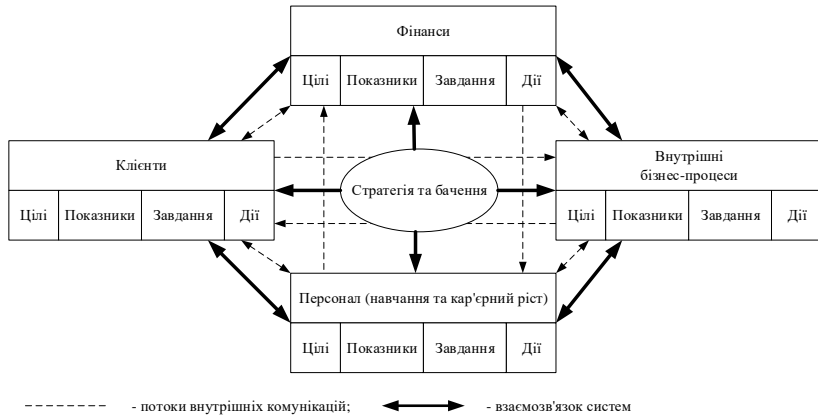 Фінанси
Цілі Показники Завдання Дії
Клієнти
Цілі Показники Завдання Дії
Стратегія та бачення
Внутрішні
бізнес-процеси
Цілі Показники Завдання Дії
Персонал (навчання та кар'єрний ріст)
Цілі Показники Завдання Дії
- потоки внутрішніх комунікацій; - взаємозв'язок систем